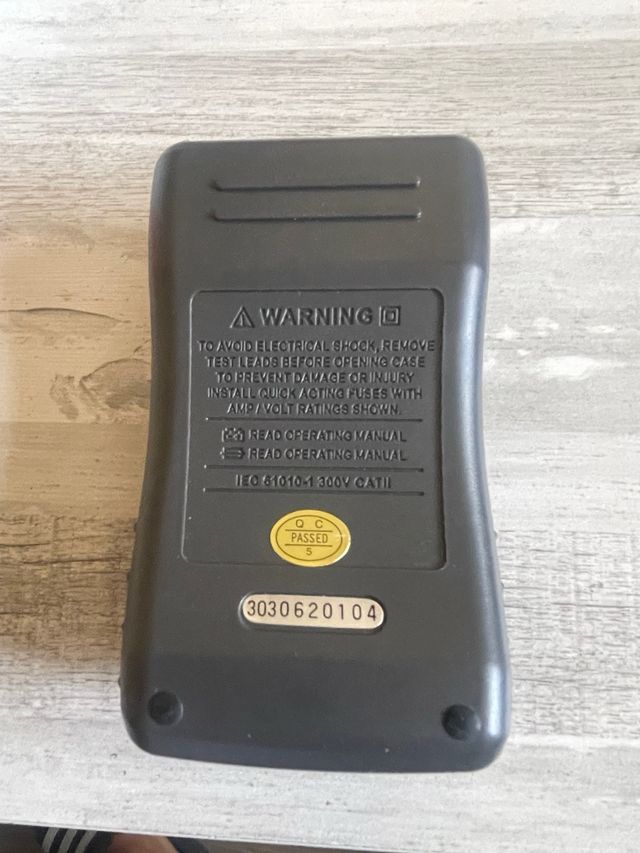 WARNING
TO AVOID ELECTRICAL SHOCK, REMOVE
TEST LEADS BEFORE OPENING CASE
TO PREVENT DAMAGE OR INJURY
INSTALL QUICK ACTING FUSES WITH
AMP / VOLT RATINGS SHOWN.
READ OPERATING MANUAL
READ OPERATING MANUAL
IEC 61010-1 300V CATII
Q C
PASSED
5
3030620104